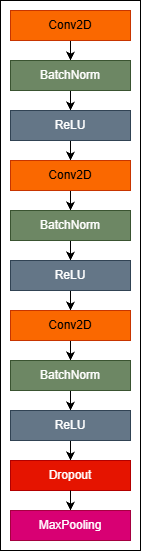 Conv2D
BatchNorm
ReLU
Conv2D
BatchNorm
ReLU
Conv2D
BatchNorm
ReLU
Dropout
MaxPooling